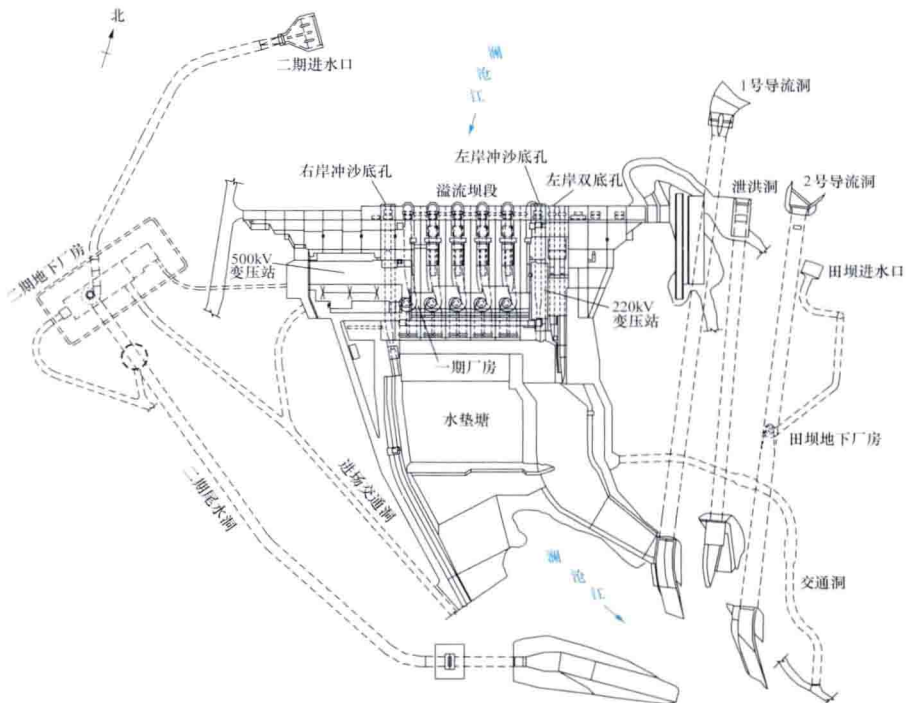 北
二期进水口
澜沧江
1号导流洞
右岸冲沙底孔
左岸冲沙底孔
溢流坝段
左岸双底孔
泄洪洞
2号导流洞
二期地下厂房
500kV
变压站
田坝进水口
220kV
变压站
一期厂房
水垫塘
田坝地下厂房
进场交通洞
二期尾水洞
澜沧江
交通洞